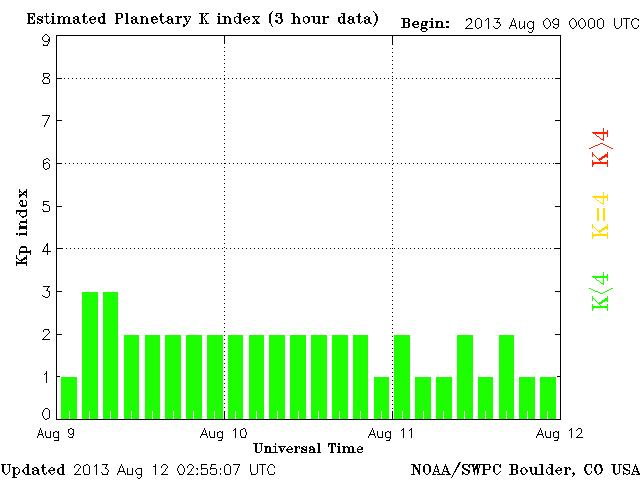 Estimated Planetary K index (3 hour data)
Begin: 2013 Aug 09 0000 UTC
9
8
7
6
5
4
3
2
1
0
Kp index
Aug 9
Aug 10
Aug 11
Aug 12
Universal Time
K>4
K=4
K<4
Updated 2013 Aug 12 02:55:07 UTC
NOAA/SWPC Boulder, CO USA